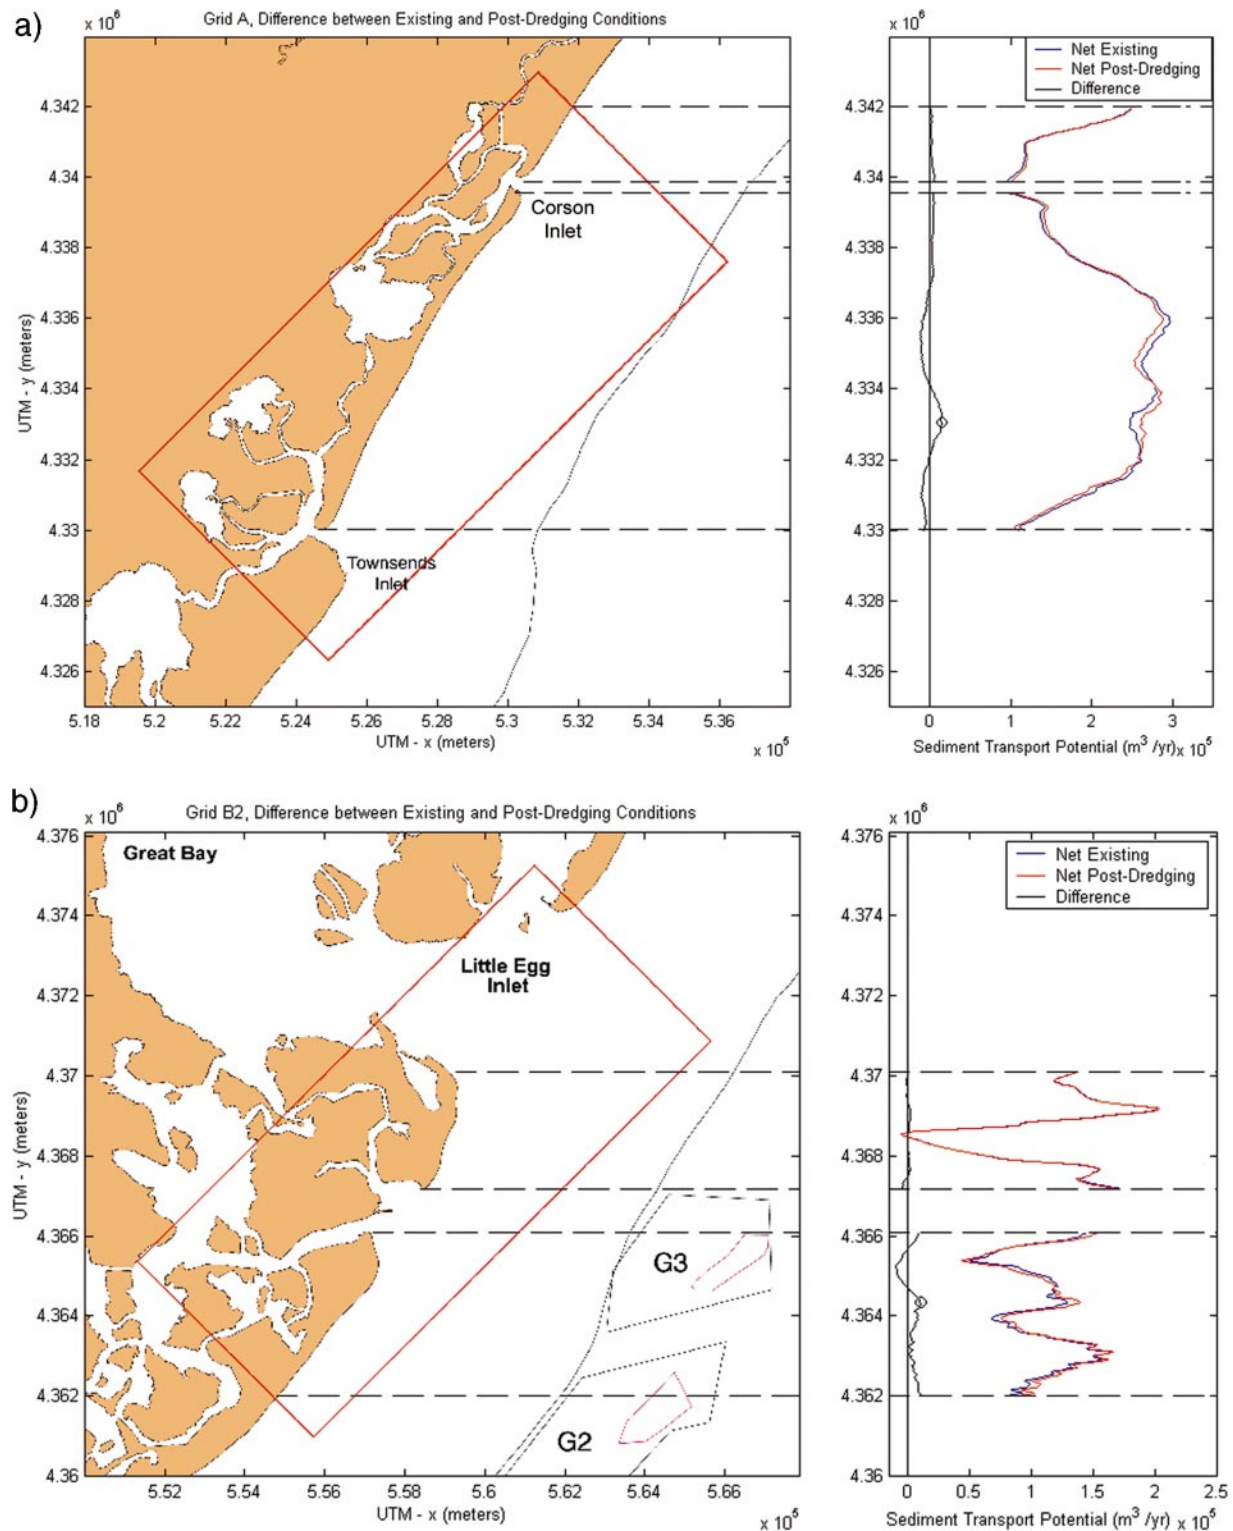 a)
x 10^6
Grid A, Difference between Existing and Post-Dredging Conditions
4.342
4.34
4.338
4.336
4.334
4.332
4.33
4.328
4.326
UTM - y (meters)
Corson
Inlet
Townsends
Inlet
5.18 5.2 5.22 5.24 5.26 5.28 5.3 5.32 5.34 5.36
UTM - x (meters)
x 10^5
x 10^6
Net Existing
Net Post-Dredging
Difference
4.342
4.34
4.338
4.336
4.334
4.332
4.33
4.328
4.326
0 1 2 3
Sediment Transport Potential (m^3 /yr) x 10^5
b)
x 10^6
Grid B2, Difference between Existing and Post-Dredging Conditions
4.376
4.374
4.372
4.37
4.368
4.366
4.364
4.362
4.36
UTM - y (meters)
Great Bay
Little Egg
Inlet
G3
G2
5.52 5.54 5.56 5.58 5.6 5.62 5.64 5.66
UTM - x (meters)
x 10^5
x 10^6
Net Existing
Net Post-Dredging
Difference
4.376
4.374
4.372
4.37
4.368
4.366
4.364
4.362
4.36
0 0.5 1 1.5 2 2.5
Sediment Transport Potential (m^3 /yr) x 10^5